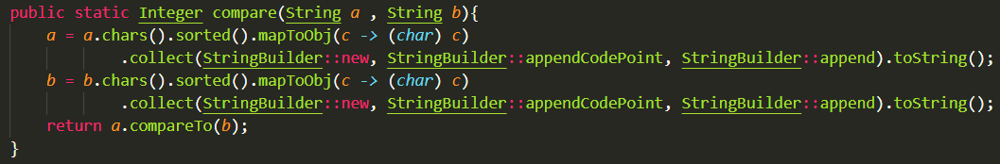 public static Integer compare(String a , String b){
    a = a.chars().sorted().mapToObj(c -> (char) c)
            .collect(StringBuilder::new, StringBuilder::appendCodePoint, StringBuilder::append).toString();
    b = b.chars().sorted().mapToObj(c -> (char) c)
            .collect(StringBuilder::new, StringBuilder::appendCodePoint, StringBuilder::append).toString();
    return a.compareTo(b);
}